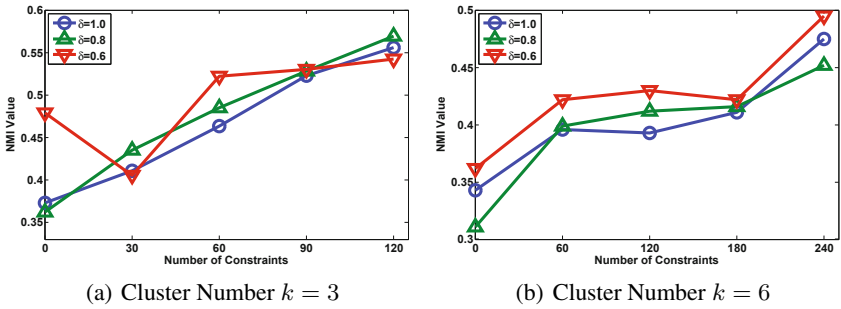 δ=1.0
δ=0.8
δ=0.6
NMI Value
0.6
0.55
0.5
0.45
0.4
0.35
0 30 60 90 120
Number of Constraints
(a) Cluster Number k = 3
δ=1.0
δ=0.8
δ=0.6
NMI Value
0.5
0.45
0.4
0.35
0.3
0 60 120 180 240
Number of Constraints
(b) Cluster Number k = 6